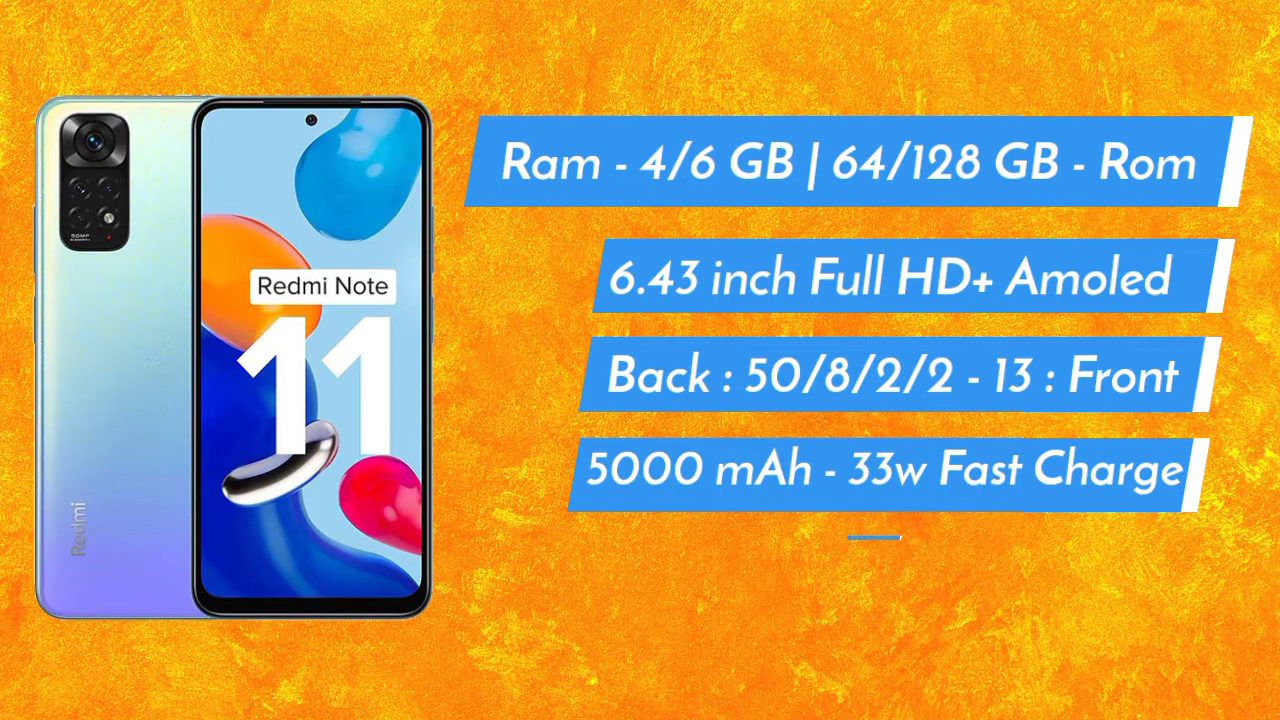 Ram - 4/6 GB | 64/128 GB - Rom
6.43 inch Full HD+ Amoled
Back : 50/8/2/2 - 13 : Front
5000 mAh - 33w Fast Charge
Redmi Note
11
Redmi
50MP